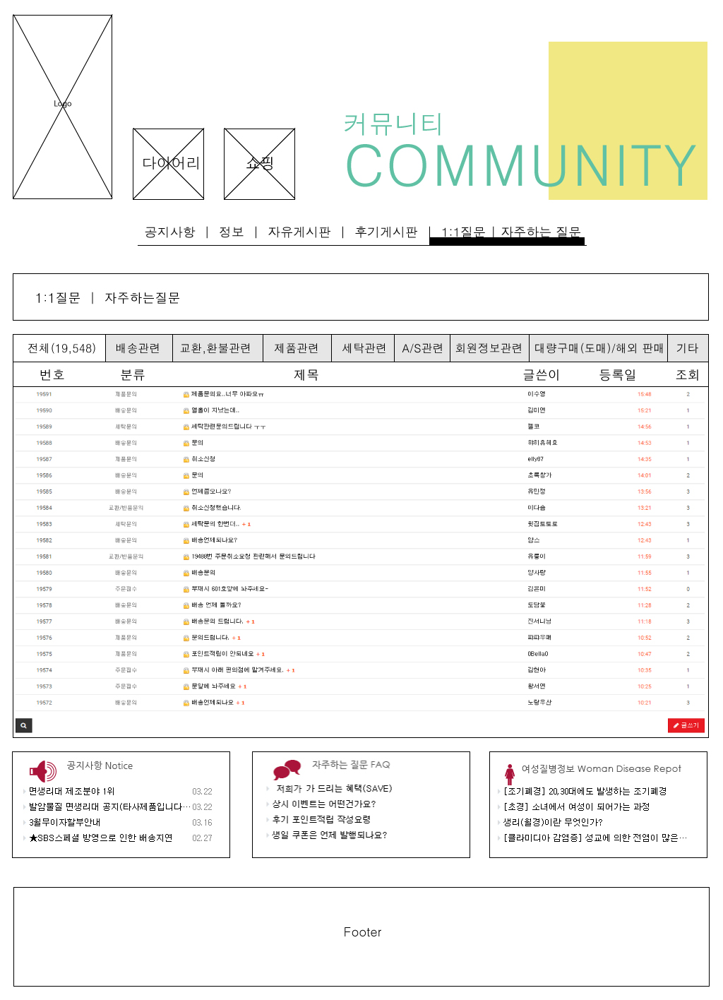 Logo
다이어리
쇼핑
커뮤니티
COMMUNITY
공지사항 | 정보 | 자유게시판 | 후기게시판 | 1:1질문 | 자주하는 질문
1:1질문 | 자주하는질문
전체(19,548) 배송관련 교환,환불관련 제품관련 세탁관련 A/S관련 회원정보관련 대량구매(도매)/해외 판매 기타
번호 분류 제목 글쓴이 등록일 조회
19591 제품문의 제품문의요..너무 아파요ㅠ 이수영 15:48 2
19590 배송문의 열흘이 지났는데.. 김미연 15:21 1
19589 세탁문의 세탁관련문의드립니다 ㅜㅜ 젤코 14:56 1
19588 배송문의 문의 14:53 1
19587 제품문의 취소신청 elly87 14:35 1
19586 배송문의 문의 초록향가 14:01 2
19585 배송문의 언제쯤오나요? 유민정 13:56 3
19584 교환/반품문의 취소신청했습니다. 이다솜 13:21 3
19583 세탁문의 세탁문의 한번더.. + 1 윗집토토로 12:43 3
19582 배송문의 배송언제되나요? 얌스 12:43 1
19581 교환/반품문의 19488번 주문취소요청 관련해서 문의드립니다 유룡이 11:59 3
19580 배송문의 배송문의 양사랑 11:55 1
19579 주문접수 부재시 601호앞에 놔주세요~ 김은미 11:52 0
19578 배송문의 배송 언제 될까요? 토담꽃 11:28 2
19577 배송문의 배송문의 드립니다. + 1 진서니닝 11:18 3
19576 제품문의 문의드립니다. + 1 파파우매 10:52 2
19575 제품문의 포인트적립이 안되네요 + 1 0Bella0 10:47 2
19574 주문접수 부재시 아래 편의점에 맡겨주세요. + 1 김현아 10:35 1
19573 주문접수 문앞에 놔주세요 + 1 황서연 10:25 1
19572 배송문의 배송언제되나요 + 1 노랑우산 10:21 3
글쓰기
공지사항 Notice
면생리대 제조분야 1위 03.22
발암물질 면생리대 공지(타사제품입니다… 03.22
3월무이자할부안내 03.16
★SBS스페셜 방영으로 인한 배송지연 02.27
자주하는 질문 FAQ
저희가 가 드리는 혜택(SAVE)
상시 이벤트는 어떤건가요?
후기 포인트적립 작성요령
생일 쿠폰은 언제 발행되나요?
여성질병정보 Woman Disease Repot
[조기폐경] 20,30대에도 발생하는 조기폐경
[초경] 소녀에서 여성이 되어가는 과정
생리(월경)이란 무엇인가?
[클라미디아 감염증] 성교에 의한 전염이 많은…
Footer